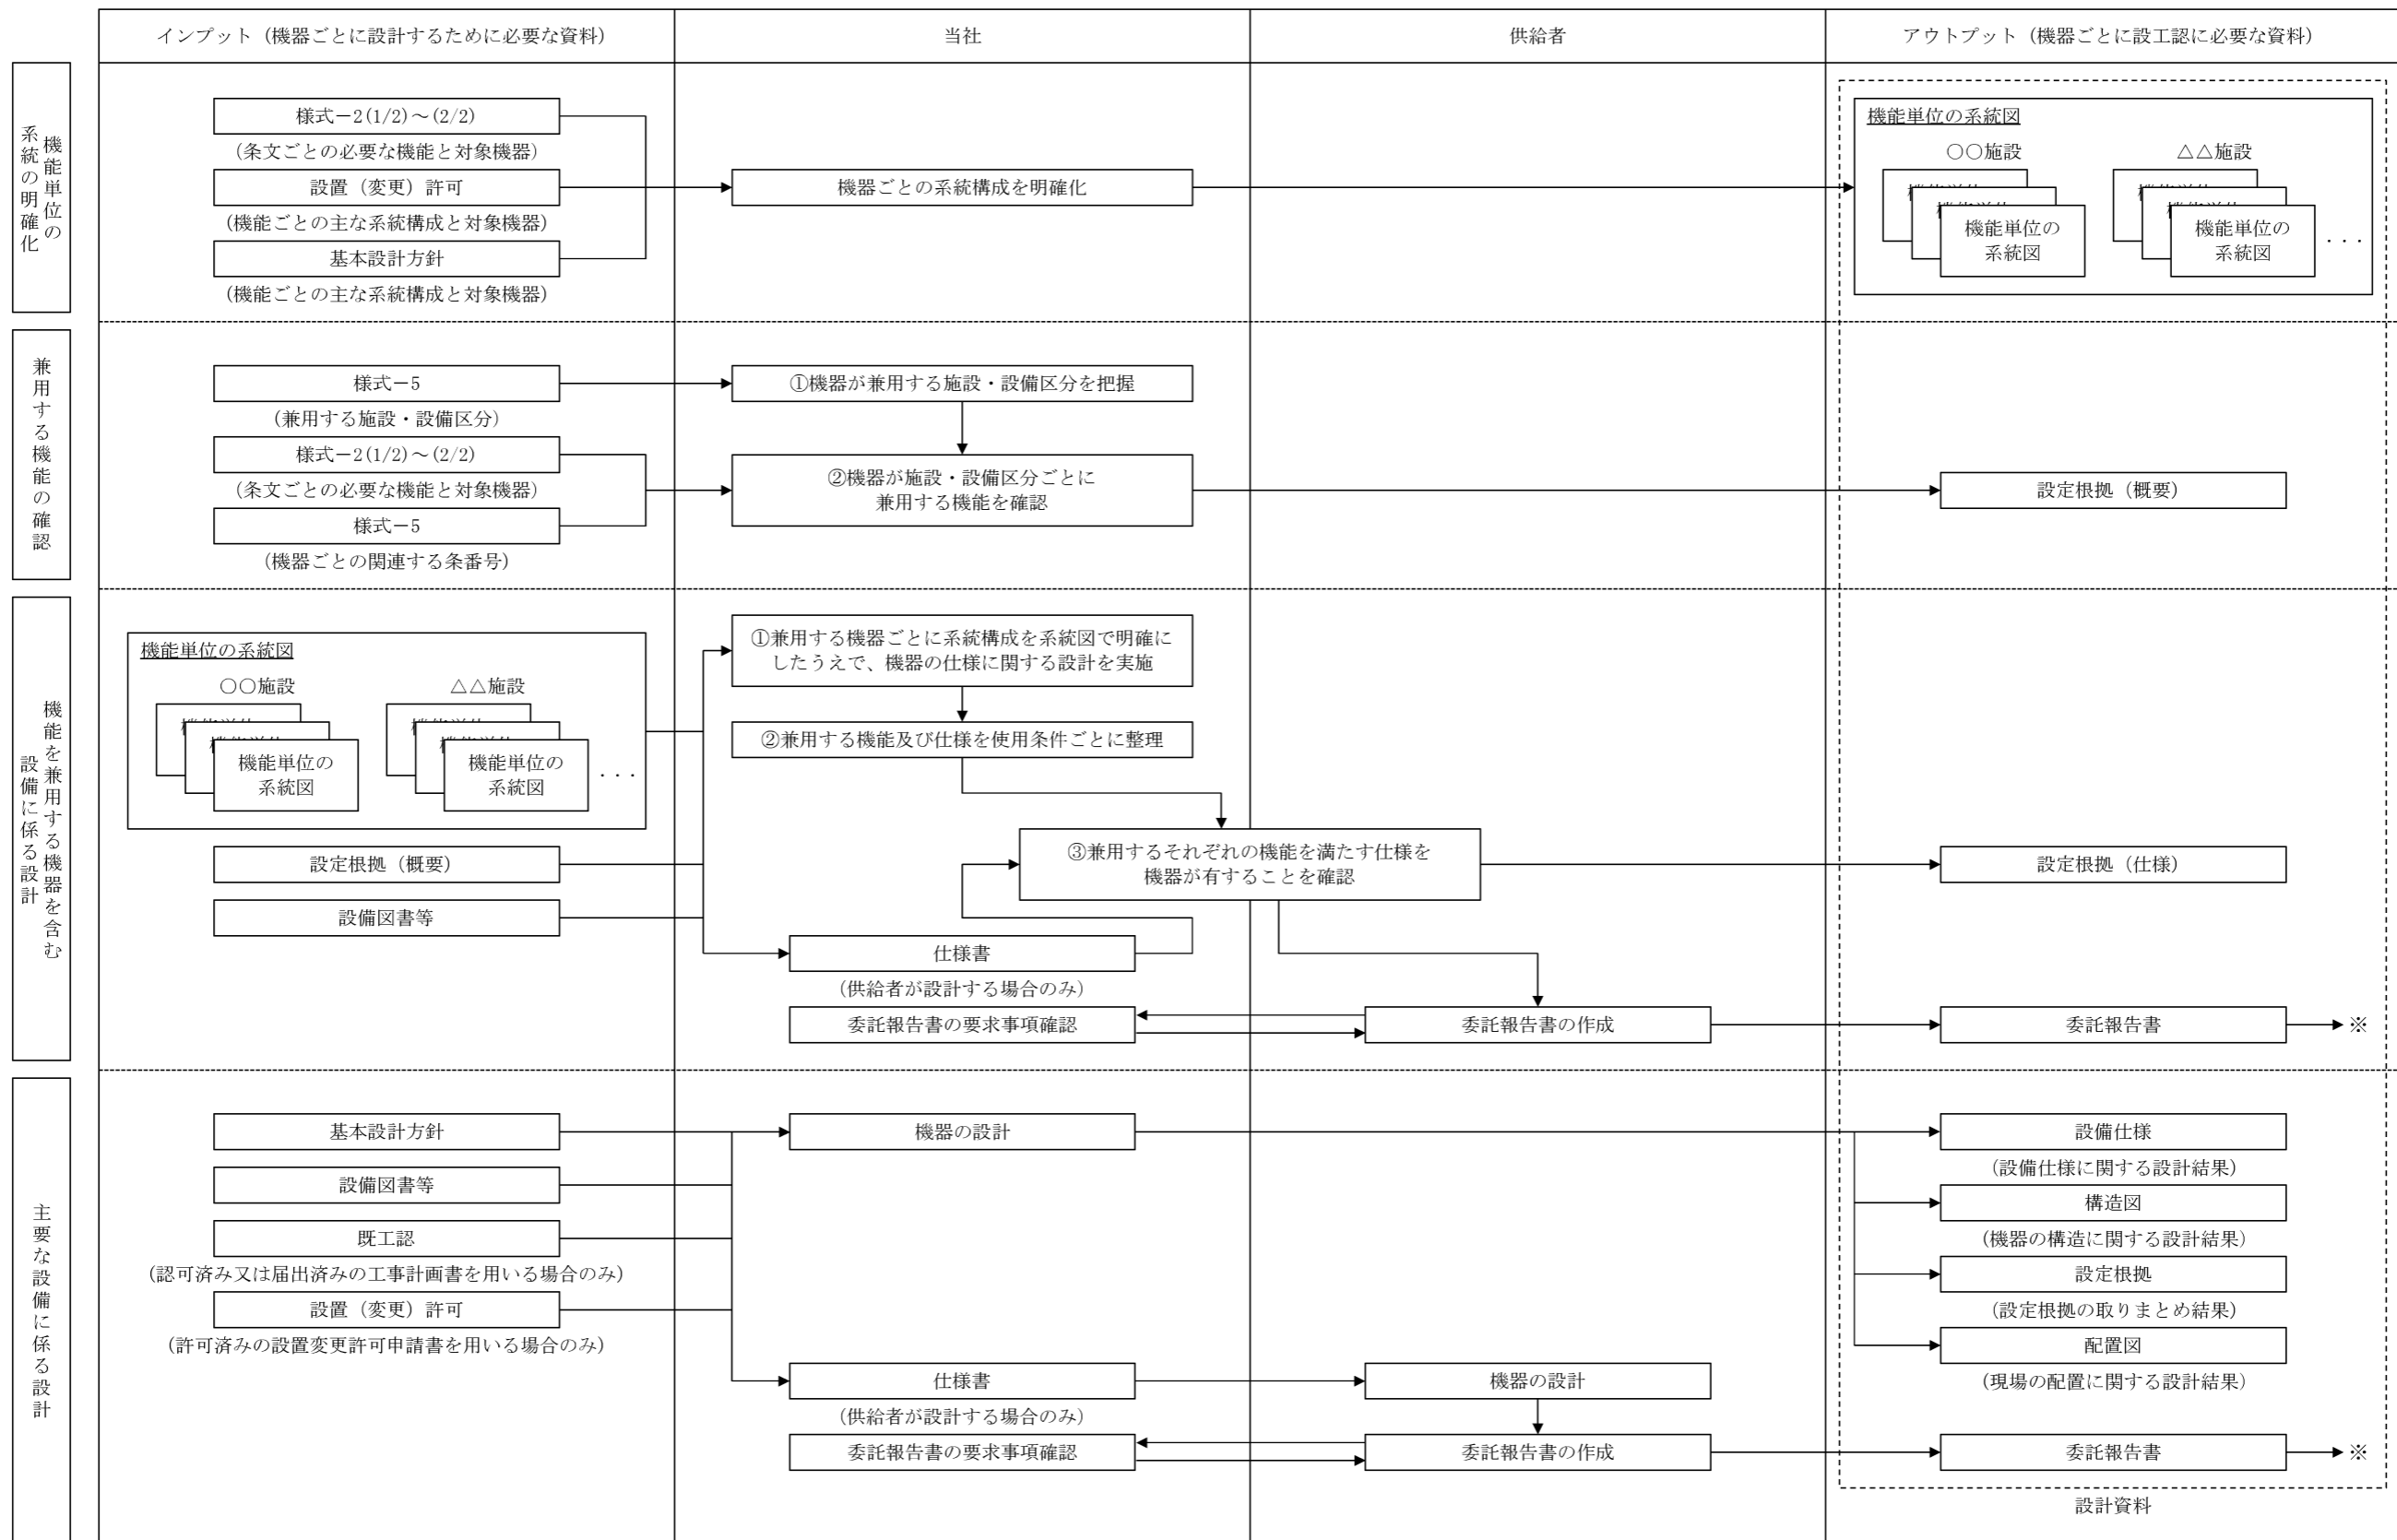 インプット（機器ごとに設計するために必要な資料）
当社
供給者
アウトプット（機器ごとに設工認に必要な資料）
機能単位の
系統の明確化
様式－2(1/2)～(2/2)
（条文ごとの必要な機能と対象機器）
設置（変更）許可
（機能ごとの主な系統構成と対象機器）
基本設計方針
（機能ごとの主な系統構成と対象機器）
機器ごとの系統構成を明確化
機能単位の系統図
〇〇施設
機能単位の
系統図
△△施設
機能単位の
系統図
・・・
兼用する機能の確認
様式－5
（兼用する施設・設備区分）
様式－2(1/2)～(2/2)
（条文ごとの必要な機能と対象機器）
様式－5
（機器ごとの関連する条番号）
①機器が兼用する施設・設備区分を把握
②機器が施設・設備区分ごとに
兼用する機能を確認
設定根拠（概要）
機能を兼用する機器を含む
設備に係る設計
機能単位の系統図
〇〇施設
機能単位の
系統図
△△施設
機能単位の
系統図
・・・
設定根拠（概要）
設備図書等
①兼用する機器ごとに系統構成を系統図で明確に
したうえで、機器の仕様に関する設計を実施
②兼用する機能及び仕様を使用条件ごとに整理
③兼用するそれぞれの機能を満たす仕様を
機器が有することを確認
設定根拠（仕様）
仕様書
（供給者が設計する場合のみ）
委託報告書の要求事項確認
委託報告書の作成
委託報告書
※
主要な設備に係る設計
基本設計方針
設備図書等
既工認
（認可済み又は届出済みの工事計画書を用いる場合のみ）
設置（変更）許可
（許可済みの設置変更許可申請書を用いる場合のみ）
機器の設計
設備仕様
（設備仕様に関する設計結果）
構造図
（機器の構造に関する設計結果）
設定根拠
（設定根拠の取りまとめ結果）
配置図
（現場の配置に関する設計結果）
仕様書
（供給者が設計する場合のみ）
機器の設計
委託報告書の要求事項確認
委託報告書の作成
委託報告書
※
設計資料